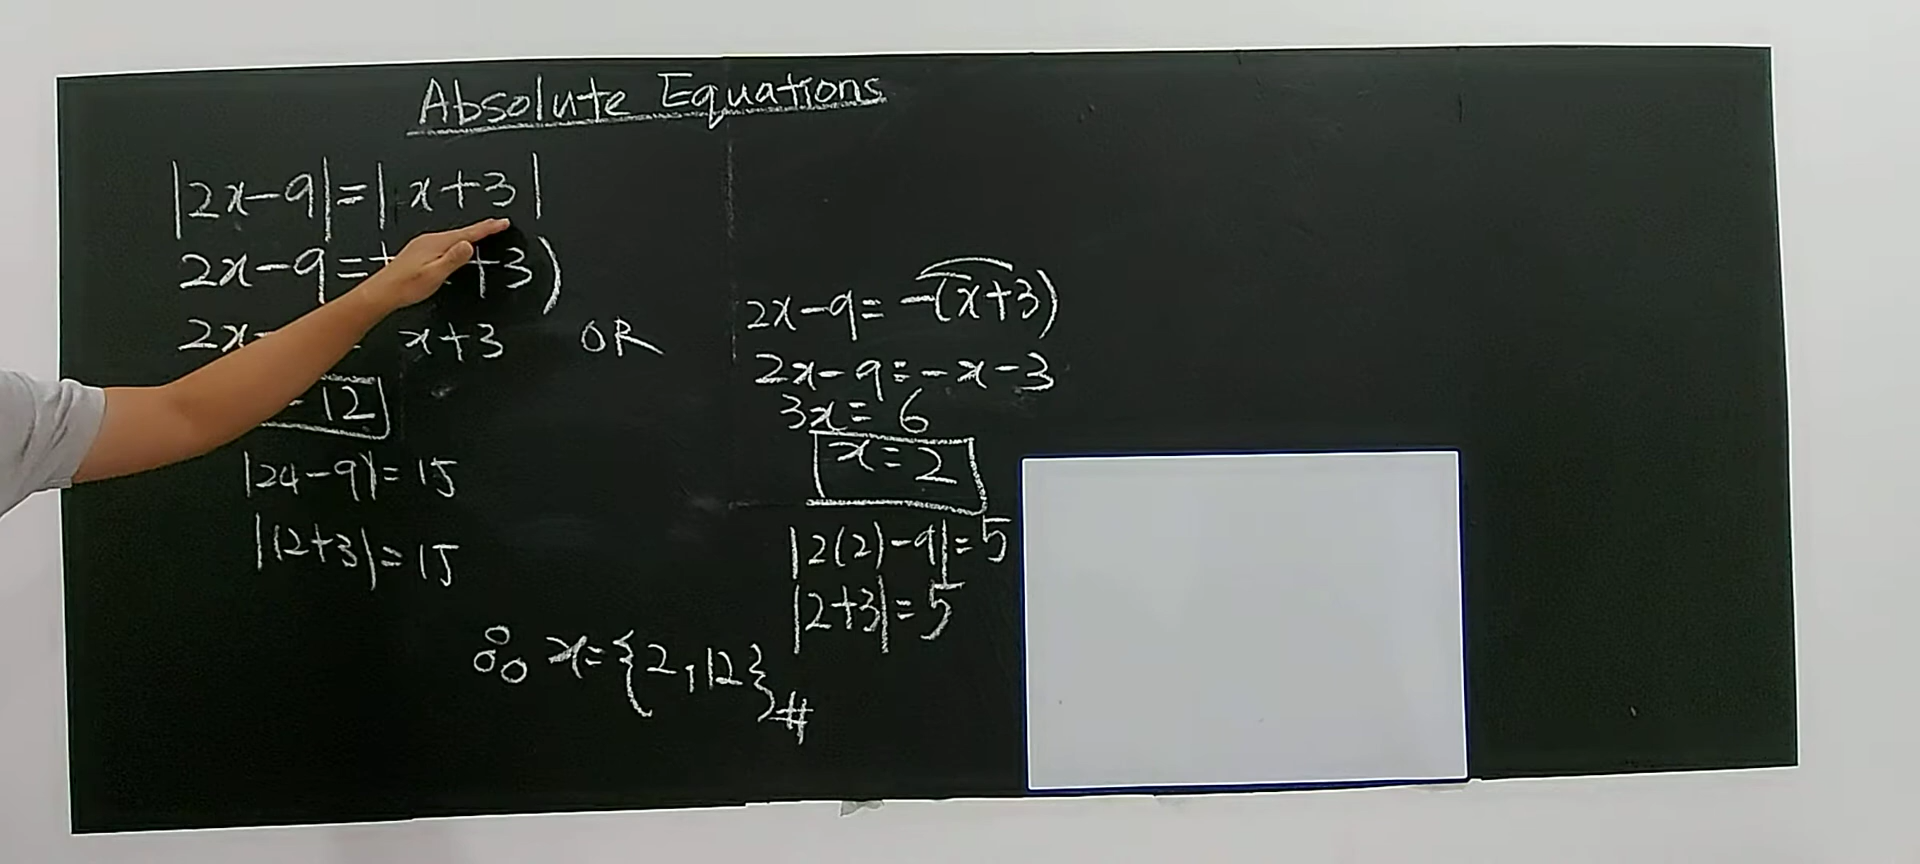 Absolute Equations
|2x-9|=|x+3|
2x-9=± +3)
2x- x+3 OR
=12
|24-9|=15
|12+3|=15
2x-9=-(x+3)
2x-9=-x-3
3x=6
x=2
|2(2)-9|=5
|2+3|=5
∴ x={2,12}#